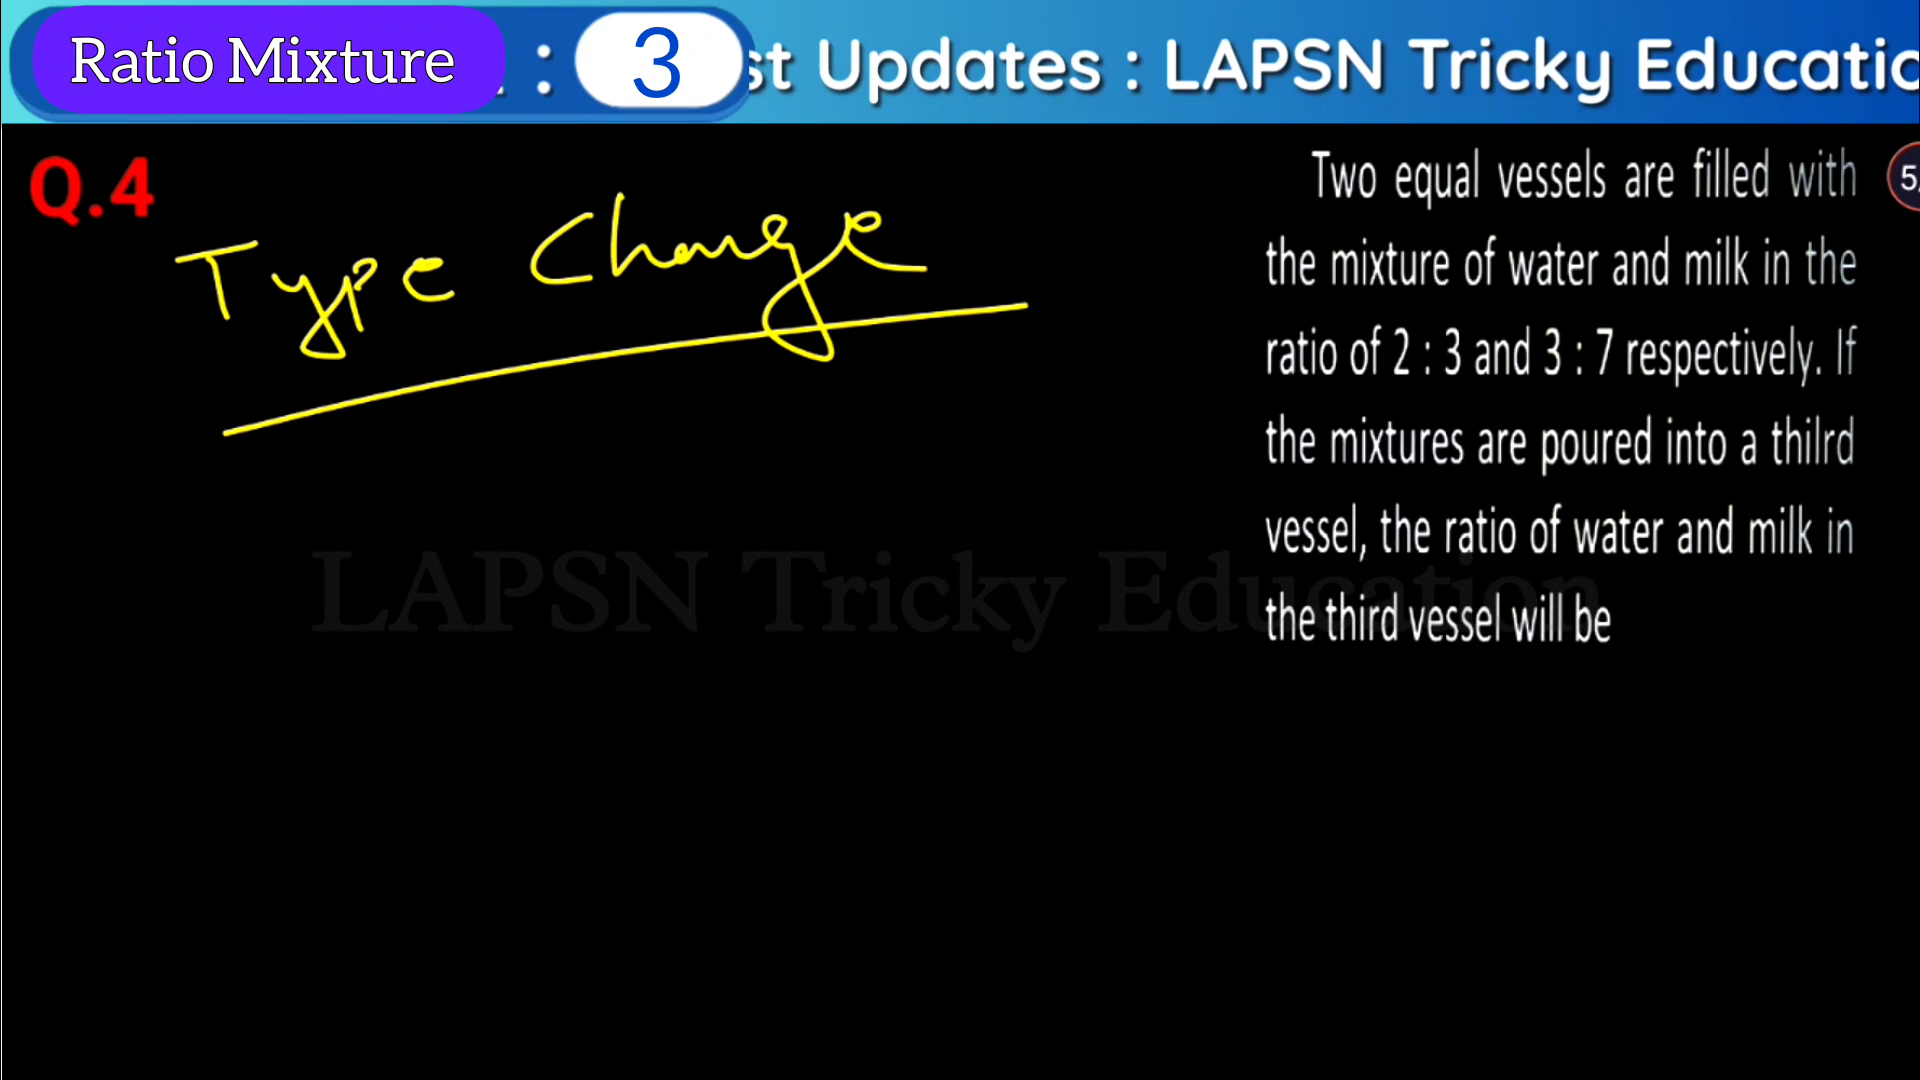 Ratio Mixture : 3 st Updates : LAPSN Tricky Educatio
Q.4
Type Change
Two equal vessels are filled with
the mixture of water and milk in the
ratio of 2 : 3 and 3 : 7 respectively. If
the mixtures are poured into a thilrd
vessel, the ratio of water and milk in
the third vessel will be
5
LAPSN Tricky Education